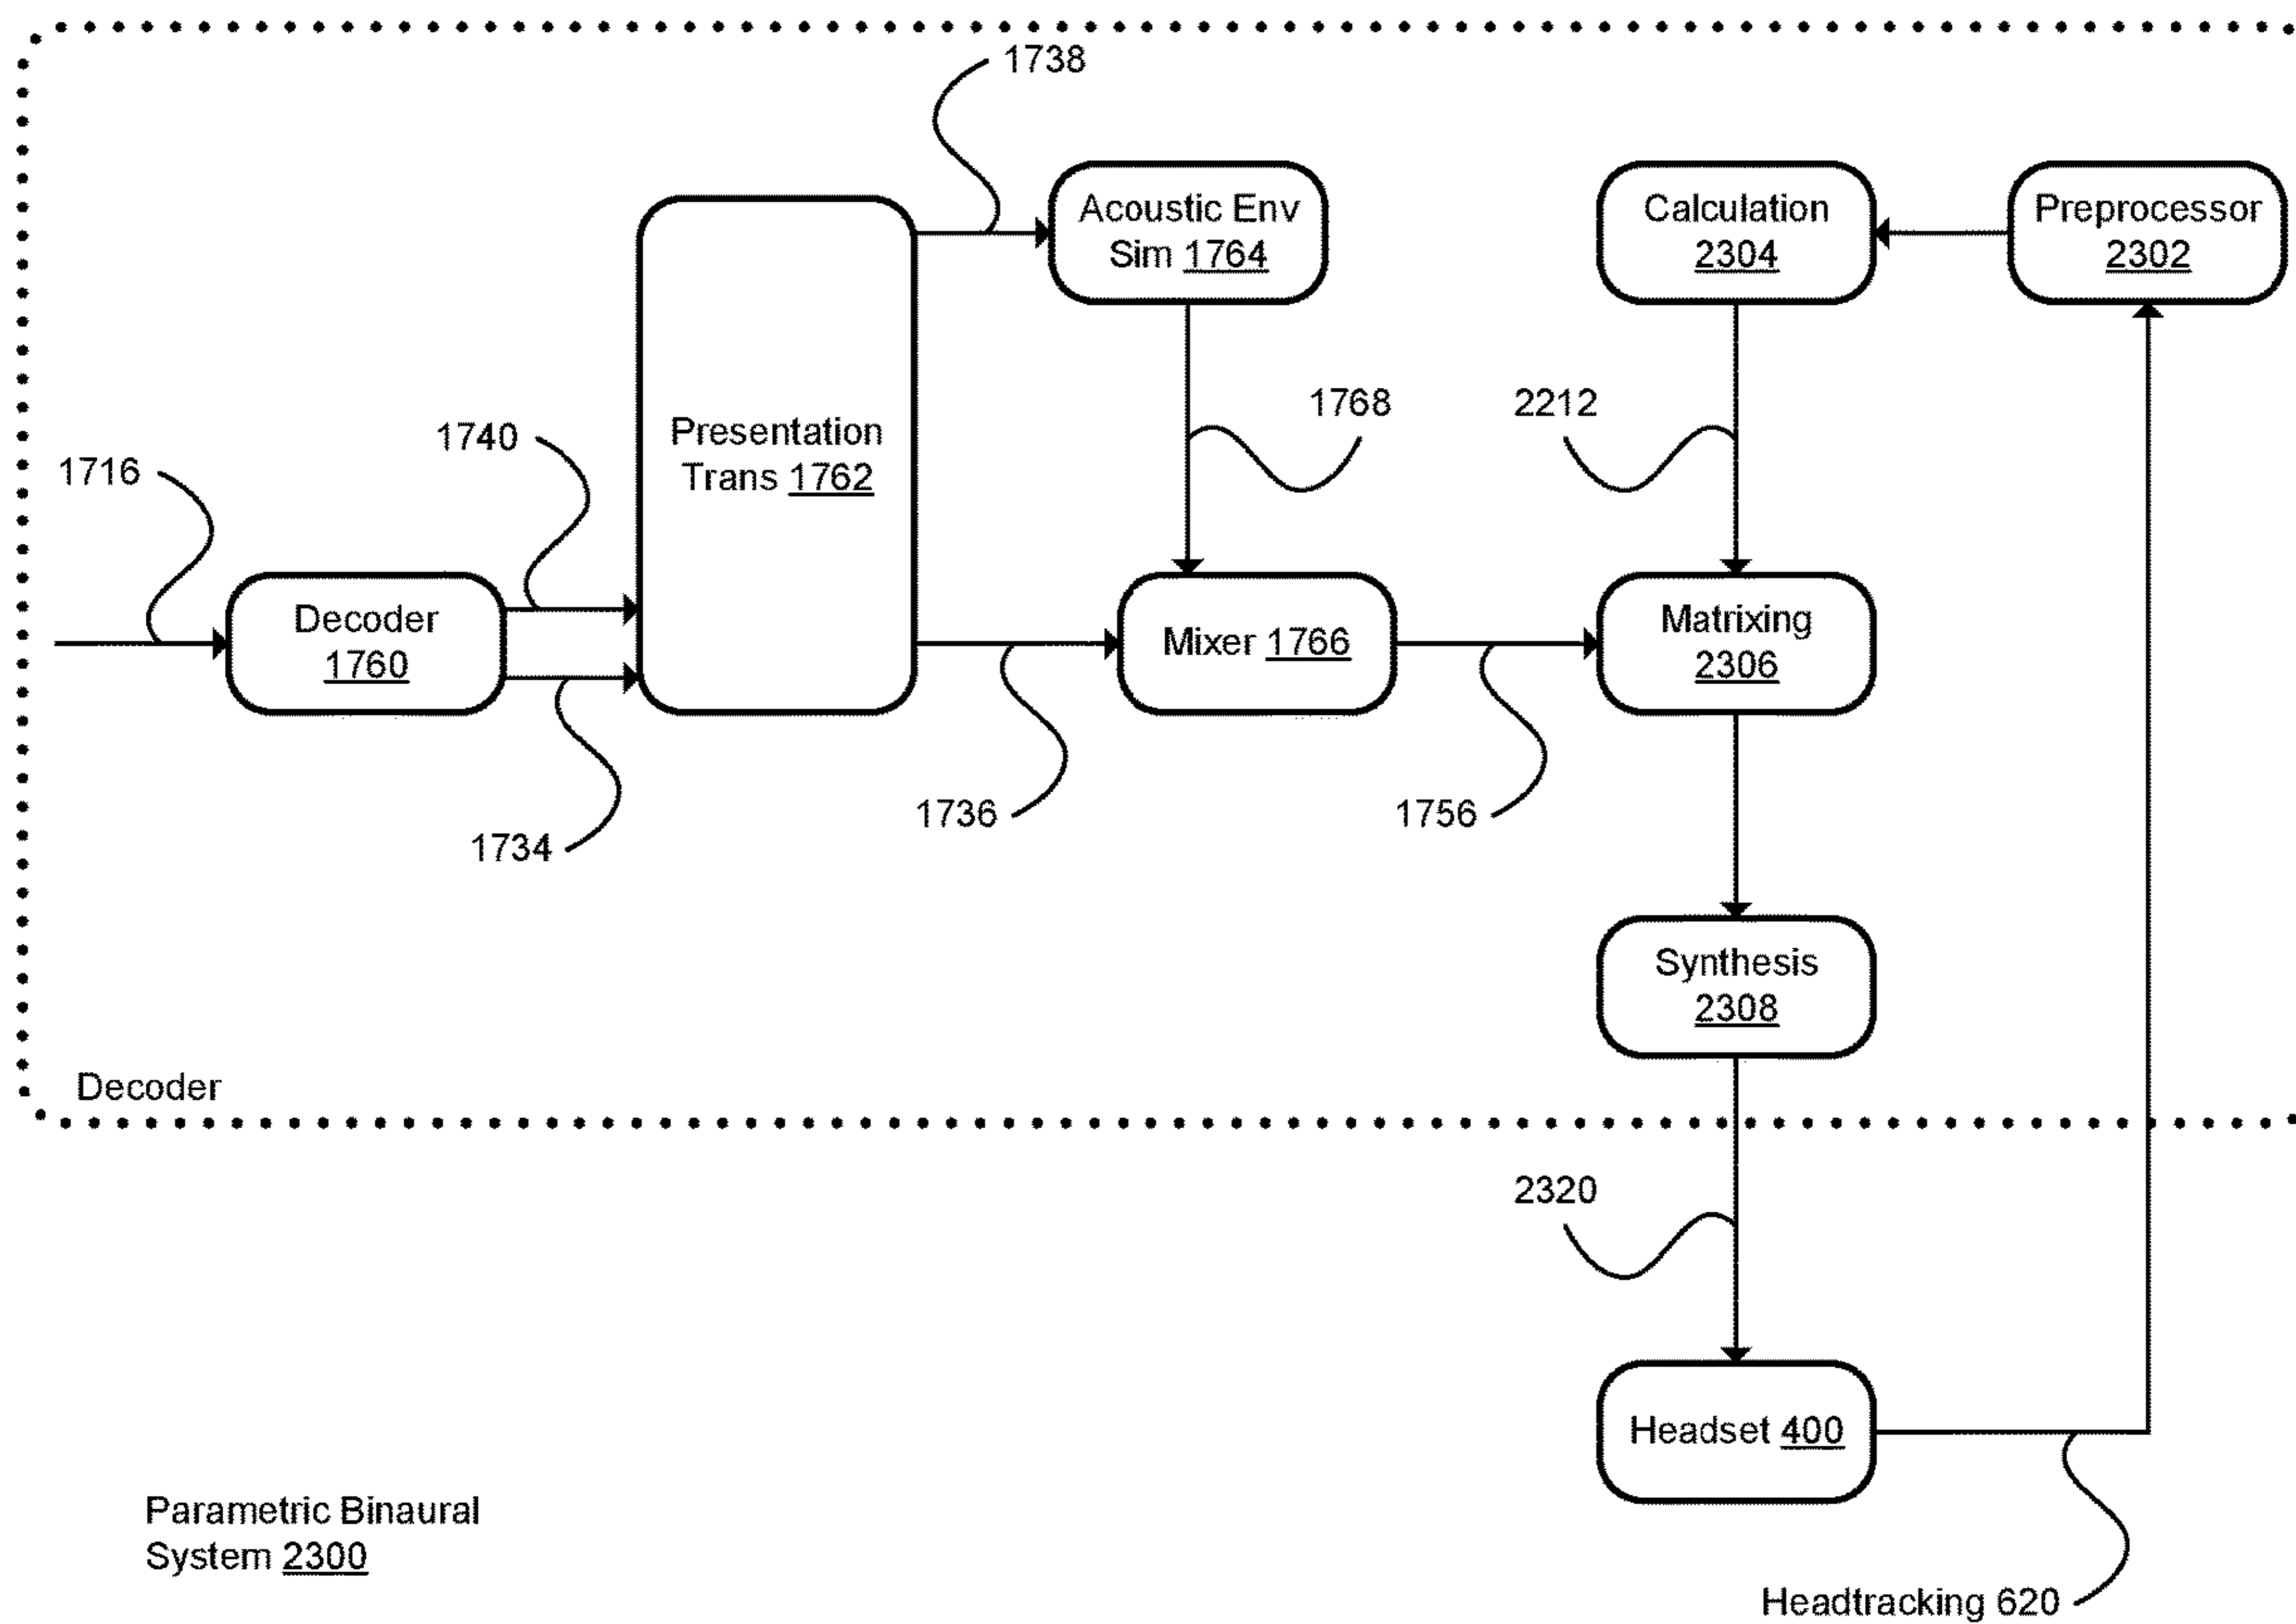 1738
Acoustic Env
Sim 1764
Calculation
2304
Preprocessor
2302
1716
1740
Presentation
Trans 1762
1768
2212
Decoder
1760
Mixer 1766
Matrixing
2306
1734
1736
1756
Synthesis
2308
Decoder
2320
Headset 400
Parametric Binaural
System 2300
Headtracking 620